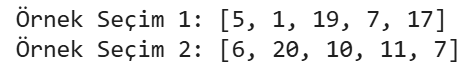 Örnek Seçim 1: [5, 1, 19, 7, 17]
Örnek Seçim 2: [6, 20, 10, 11, 7]